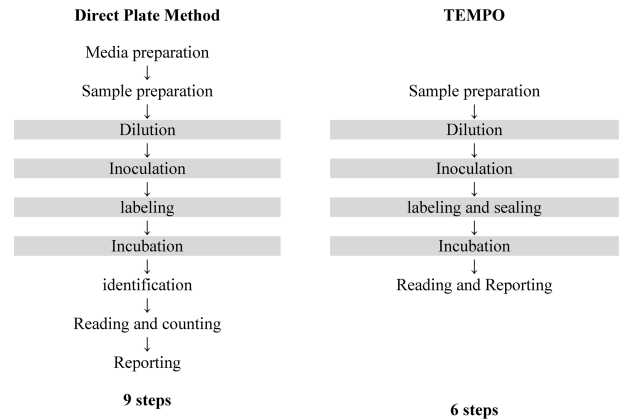 Direct Plate Method
Media preparation
↓
Sample preparation
↓
Dilution
↓
Inoculation
↓
labeling
↓
Incubation
↓
identification
↓
Reading and counting
↓
Reporting
9 steps
TEMPO
Sample preparation
↓
Dilution
↓
Inoculation
↓
labeling and sealing
↓
Incubation
↓
Reading and Reporting
6 steps